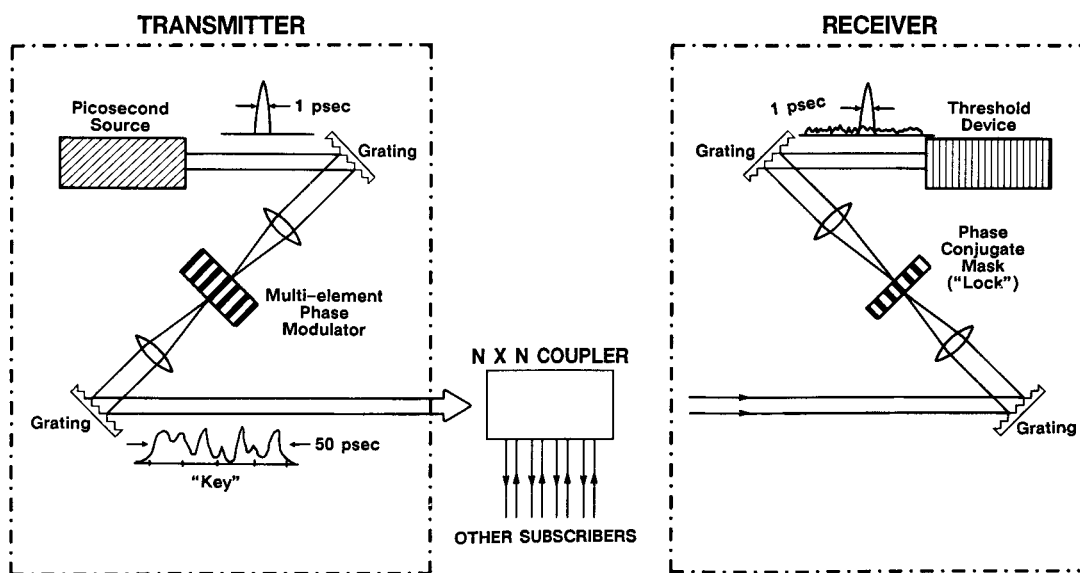 TRANSMITTER
Picosecond
Source
1 psec
Grating
Multi-element
Phase
Modulator
Grating
50 psec
"Key"
N X N COUPLER
OTHER SUBSCRIBERS
RECEIVER
1 psec
Threshold
Device
Grating
Phase
Conjugate
Mask
("Lock")
Grating